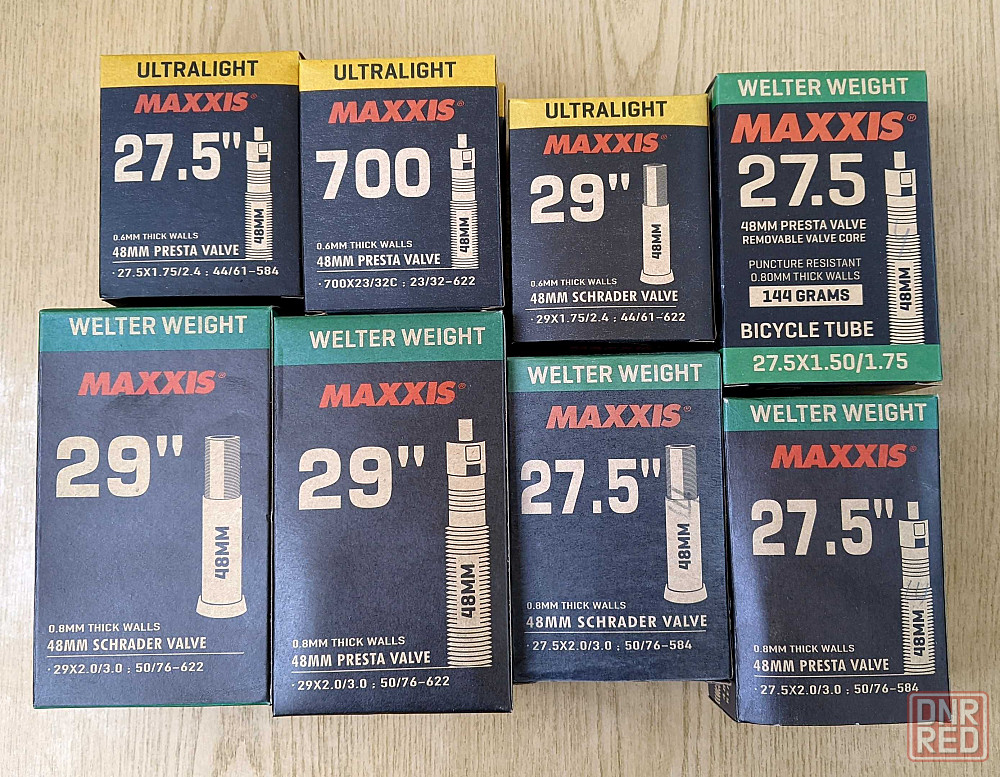 ULTRALIGHT
MAXXIS®
27.5"
48MM
0.6MM THICK WALLS
48MM PRESTA VALVE
·27.5X1.75/2.4 : 44/61-584
ULTRALIGHT
MAXXIS®
700
48MM
0.6MM THICK WALLS
48MM PRESTA VALVE
·700X23/32C : 23/32-622
ULTRALIGHT
MAXXIS®
29"
48MM
0.6MM THICK WALLS
48MM SCHRADER VALVE
·29X1.75/2.4 : 44/61-622
WELTER WEIGHT
MAXXIS®
27.5
48MM PRESTA VALVE
REMOVABLE VALVE CORE
PUNCTURE RESISTANT
0.80MM THICK WALLS
144 GRAMS
48MM
BICYCLE TUBE
27.5X1.50/1.75
WELTER WEIGHT
MAXXIS®
29"
48MM
0.8MM THICK WALLS
48MM SCHRADER VALVE
·29X2.0/3.0 : 50/76-622
WELTER WEIGHT
MAXXIS®
29"
48MM
0.8MM THICK WALLS
48MM PRESTA VALVE
·29X2.0/3.0 : 50/76-622
WELTER WEIGHT
MAXXIS®
27.5"
48MM
0.8MM THICK WALLS
48MM SCHRADER VALVE
·27.5X2.0/3.0 : 50/76-584
WELTER WEIGHT
MAXXIS®
27.5"
48MM
0.8MM THICK WALLS
48MM PRESTA VALVE
·27.5X2.0/3.0 : 50/76-584
DNR
RED